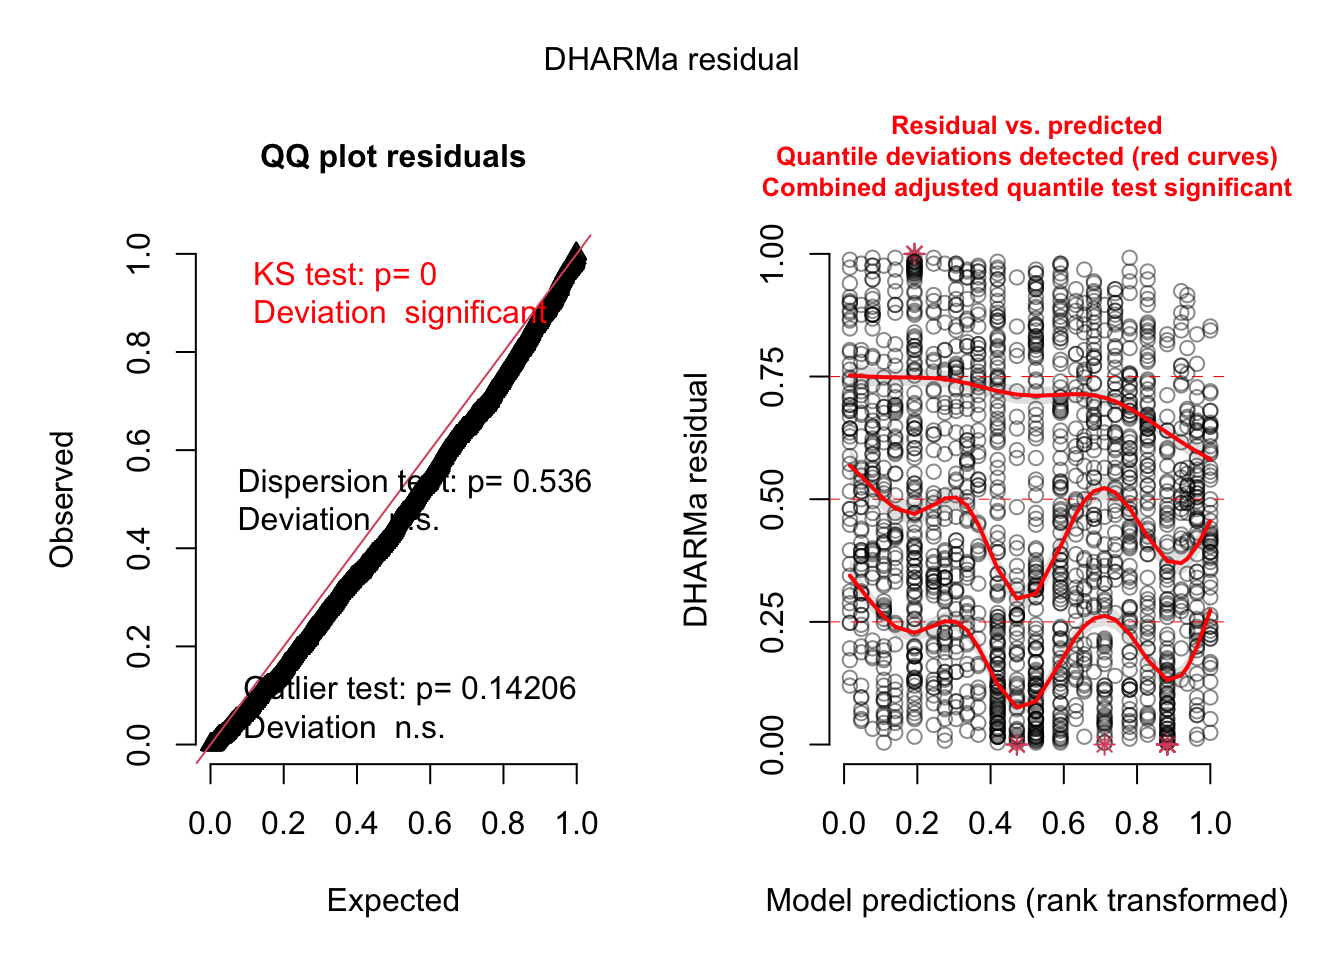 DHARMa residual
QQ plot residuals
KS test: p= 0
Deviation  significant
Dispersion test: p= 0.536
Deviation  n.s.
Outlier test: p= 0.14206
Deviation  n.s.
Observed
0.0 0.2 0.4 0.6 0.8 1.0
0.0 0.2 0.4 0.6 0.8 1.0
Expected
Residual vs. predicted
Quantile deviations detected (red curves)
Combined adjusted quantile test significant
DHARMa residual
0.00 0.25 0.50 0.75 1.00
0.0 0.2 0.4 0.6 0.8 1.0
Model predictions (rank transformed)